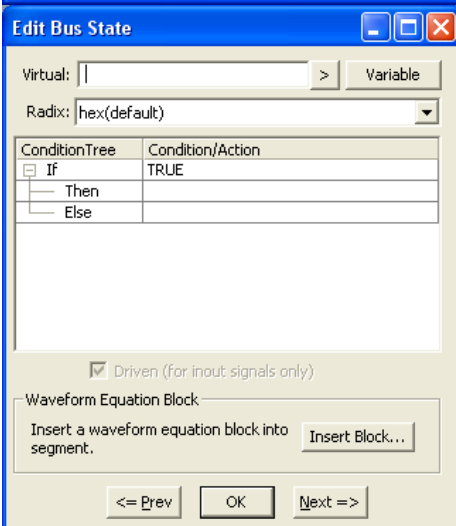 Edit Bus State
Virtual: > Variable
Radix: hex(default)
ConditionTree Condition/Action
If TRUE
Then
Else
Driven (for inout signals only)
Waveform Equation Block
Insert a waveform equation block into
segment.
Insert Block...
<= Prev OK Next =>